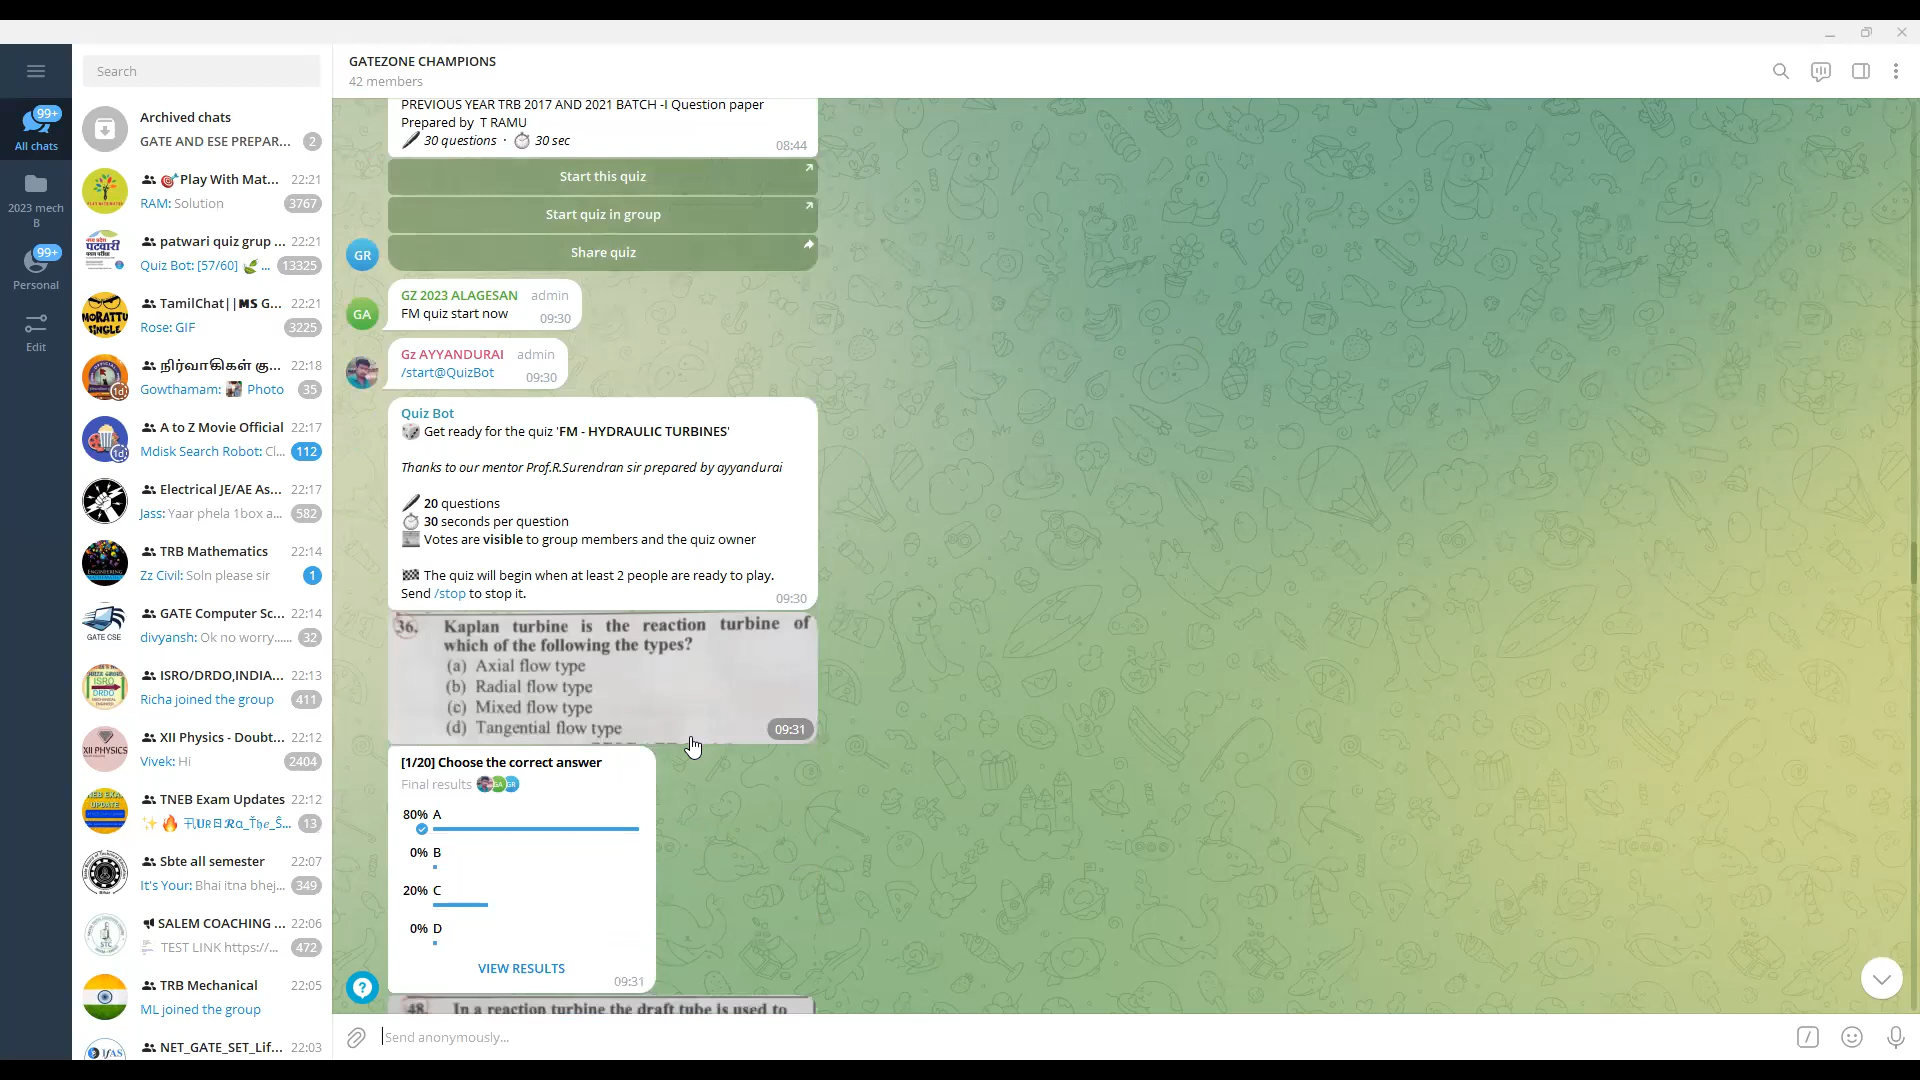 Search
99+
All chats
2023 mech
B
99+
Personal
Edit
Archived chats
GATE AND ESE PREPAR... 2
Play With Mat... 22:21
RAM: Solution 3767
patwari quiz grup ... 22:21
Quiz Bot: [57/60] ... 13325
TamilChat||MS G... 22:21
Rose: GIF 3225
நிர்வாகிகள் கு... 22:18
Gowthamam: Photo 35
A to Z Movie Official 22:17
Mdisk Search Robot: Cl... 112
Electrical JE/AE As... 22:17
Jass: Yaar phela 1box a... 582
TRB Mathematics 22:14
Zz Civil: Soln please sir 1
GATE Computer Sc... 22:14
divyansh: Ok no worry...... 32
ISRO/DRDO,INDIA... 22:13
Richa joined the group 411
XII Physics - Doubt... 22:12
Vivek: Hi 2404
TNEB Exam Updates 22:12
13
Sbte all semester 22:07
It's Your: Bhai itna bhej... 349
SALEM COACHING ... 22:06
TEST LINK https://... 472
TRB Mechanical 22:05
ML joined the group
NET_GATE_SET_Lif... 22:03
GATEZONE CHAMPIONS
42 members
PREVIOUS YEAR TRB 2017 AND 2021 BATCH -I Question paper
Prepared by T RAMU
30 questions · 30 sec
08:44
Start this quiz
Start quiz in group
Share quiz
GR
GZ 2023 ALAGESAN admin
FM quiz start now 09:30
GA
Gz AYYANDURAI admin
/start@QuizBot 09:30
Quiz Bot
Get ready for the quiz 'FM - HYDRAULIC TURBINES'
Thanks to our mentor Prof.R.Surendran sir prepared by ayyandurai
20 questions
30 seconds per question
Votes are visible to group members and the quiz owner
The quiz will begin when at least 2 people are ready to play.
Send /stop to stop it.
09:30
36. Kaplan turbine is the reaction turbine of
which of the following the types?
(a) Axial flow type
(b) Radial flow type
(c) Mixed flow type
(d) Tangential flow type
09:31
[1/20] Choose the correct answer
Final results GA GR
80% A
0% B
20% C
0% D
VIEW RESULTS
09:31
48. In a reaction turbine the draft tube is used to
Send anonymously...